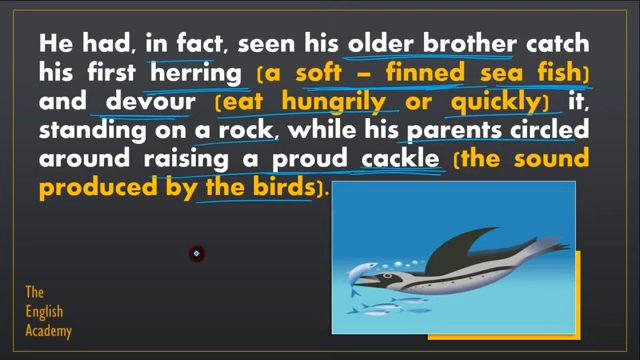 He had, in fact, seen his older brother catch
his first herring (a soft – finned sea fish)
and devour (eat hungrily or quickly) it,
standing on a rock, while his parents circled
around raising a proud cackle (the sound
produced by the birds).
The
English
Academy